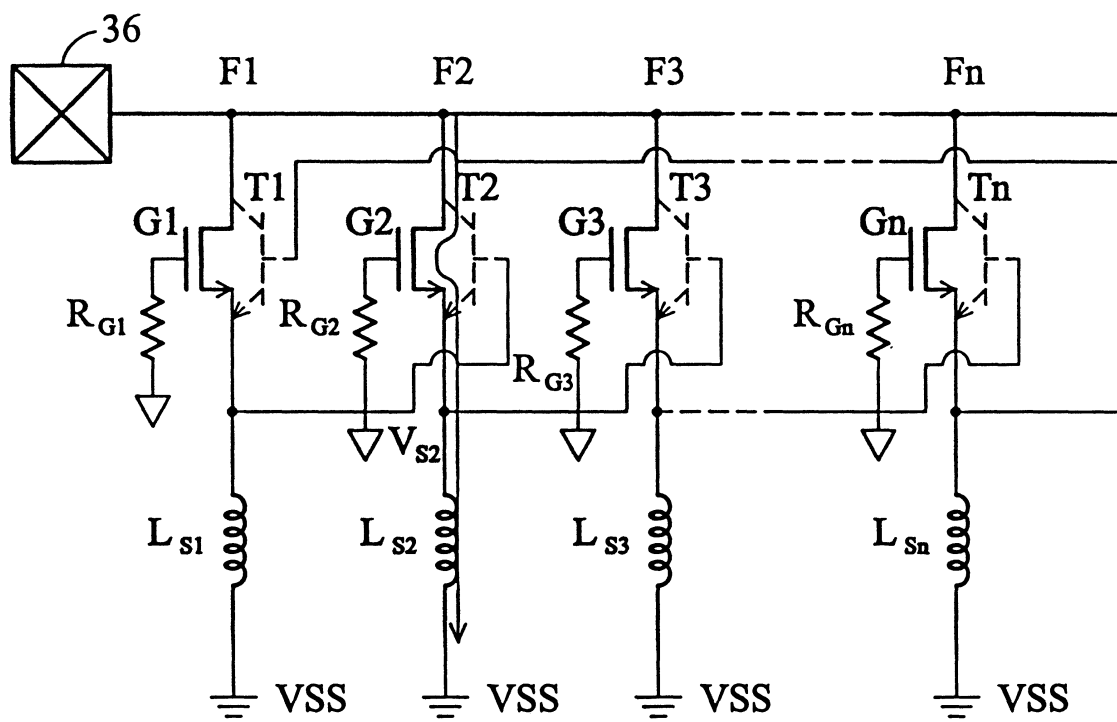 36
F1 F2 F3 Fn
T1 T2 T3 Tn
G1 G2 G3 Gn
RG1 RG2 RG3 RGn
VS2
LS1 LS2 LS3 LSn
VSS VSS VSS VSS